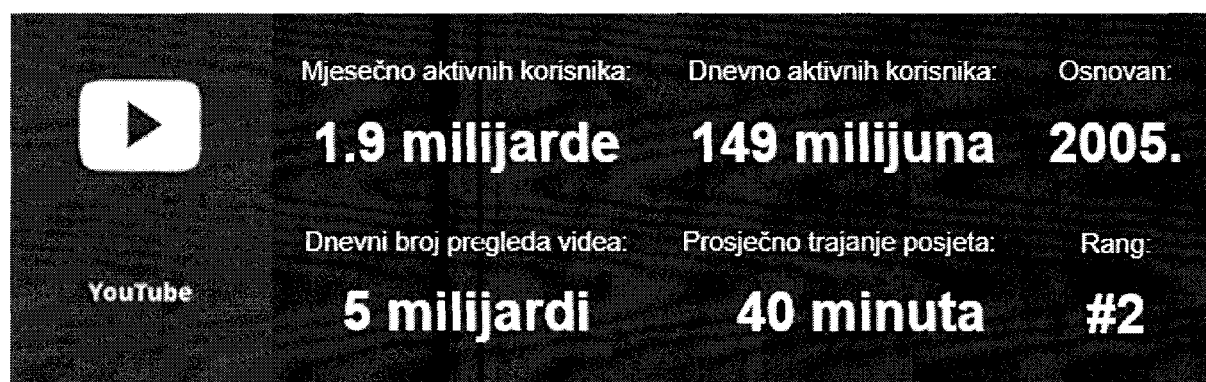 Mjesečno aktivnih korisnika: Dnevno aktivnih korisnika: Osnovan:
1.9 milijarde 149 milijuna 2005.
Dnevni broj pregleda videa: Prosječno trajanje posjeta: Rang:
YouTube
5 milijardi 40 minuta #2